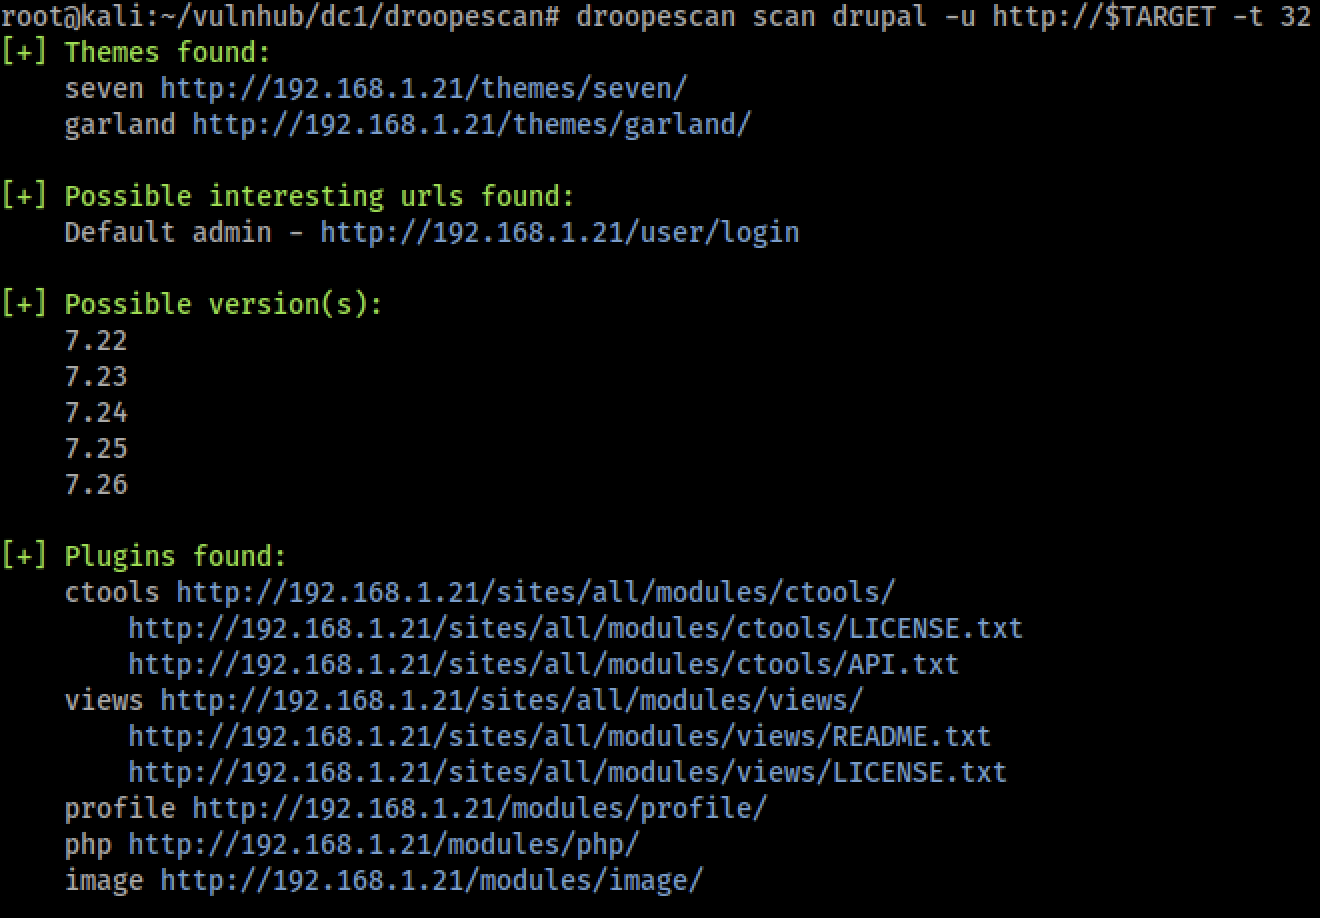 root@kali:~/vulnhub/dc1/droopescan# droopescan scan drupal -u http://$TARGET -t 32
[+] Themes found:
seven http://192.168.1.21/themes/seven/
garland http://192.168.1.21/themes/garland/
[+] Possible interesting urls found:
Default admin - http://192.168.1.21/user/login
[+] Possible version(s):
7.22
7.23
7.24
7.25
7.26
[+] Plugins found:
ctools http://192.168.1.21/sites/all/modules/ctools/
http://192.168.1.21/sites/all/modules/ctools/LICENSE.txt
http://192.168.1.21/sites/all/modules/ctools/API.txt
views http://192.168.1.21/sites/all/modules/views/
http://192.168.1.21/sites/all/modules/views/README.txt
http://192.168.1.21/sites/all/modules/views/LICENSE.txt
profile http://192.168.1.21/modules/profile/
php http://192.168.1.21/modules/php/
image http://192.168.1.21/modules/image/